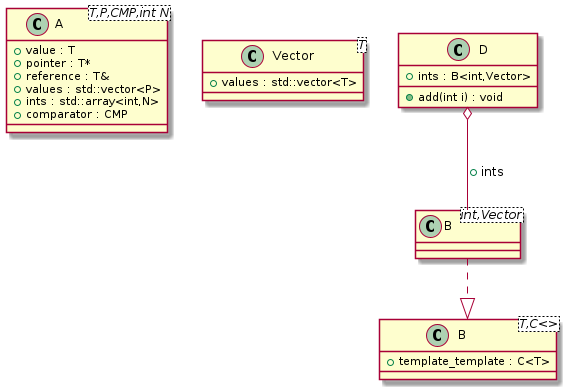 T,P,CMP,int N
C A
value : T
pointer : T*
reference : T&
values : std::vector<P>
ints : std::array<int,N>
comparator : CMP
T
C Vector
values : std::vector<T>
C D
ints : B<int,Vector>
add(int i) : void
ints
int,Vector
C B
T,C<>
C B
template_template : C<T>